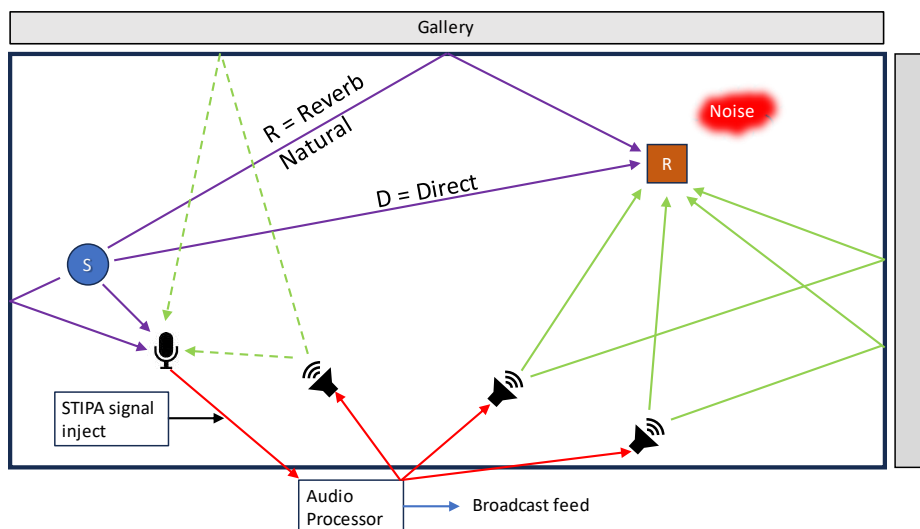 Gallery
R = Reverb
Natural
Noise
R
D = Direct
S
STIPA signal
inject
Audio
Processor
Broadcast feed